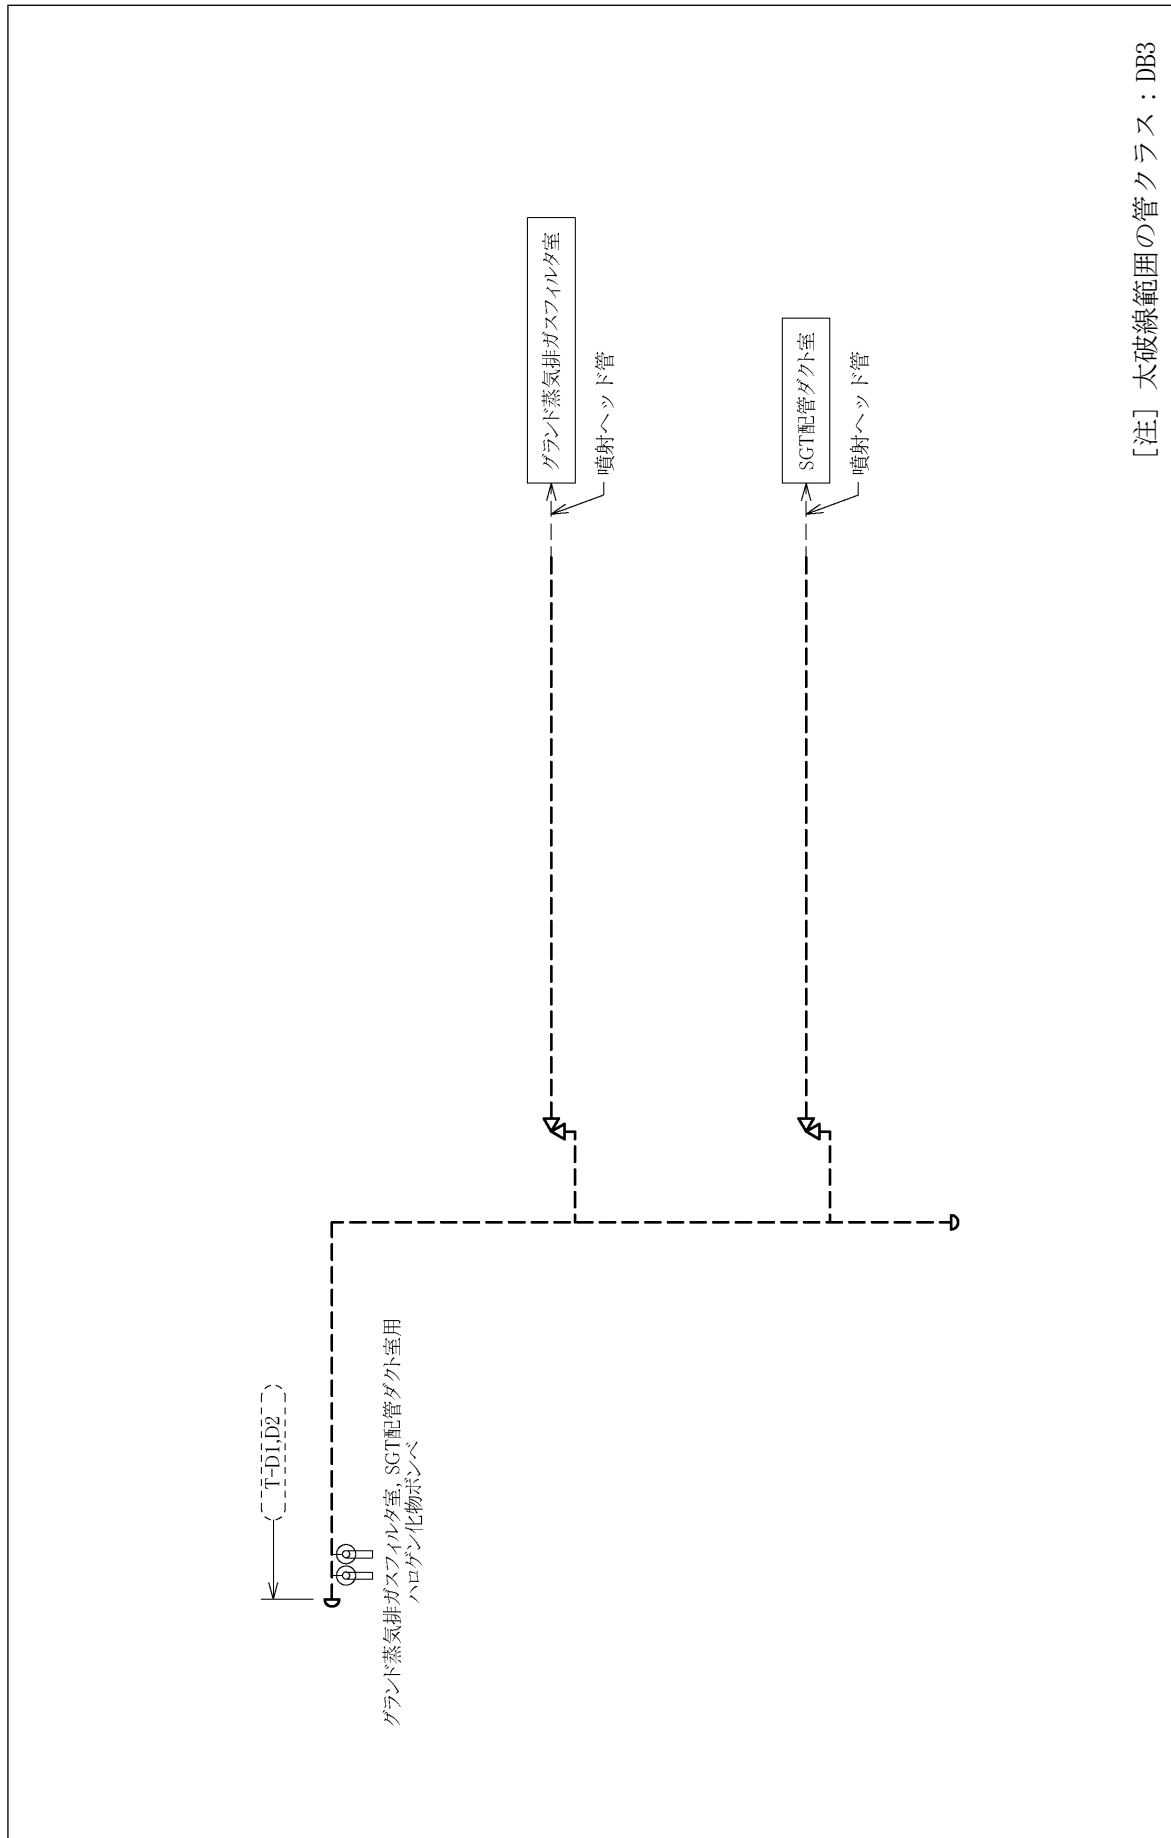 T-D1,D2
グランド蒸気排ガスフィルタ室, SGT配管ダクト室用
ハロゲン化物ボンベ
グランド蒸気排ガスフィルタ室
噴射ヘッド管
SGT配管ダクト室
噴射ヘッド管
[注] 太破線範囲の管クラス：DB3